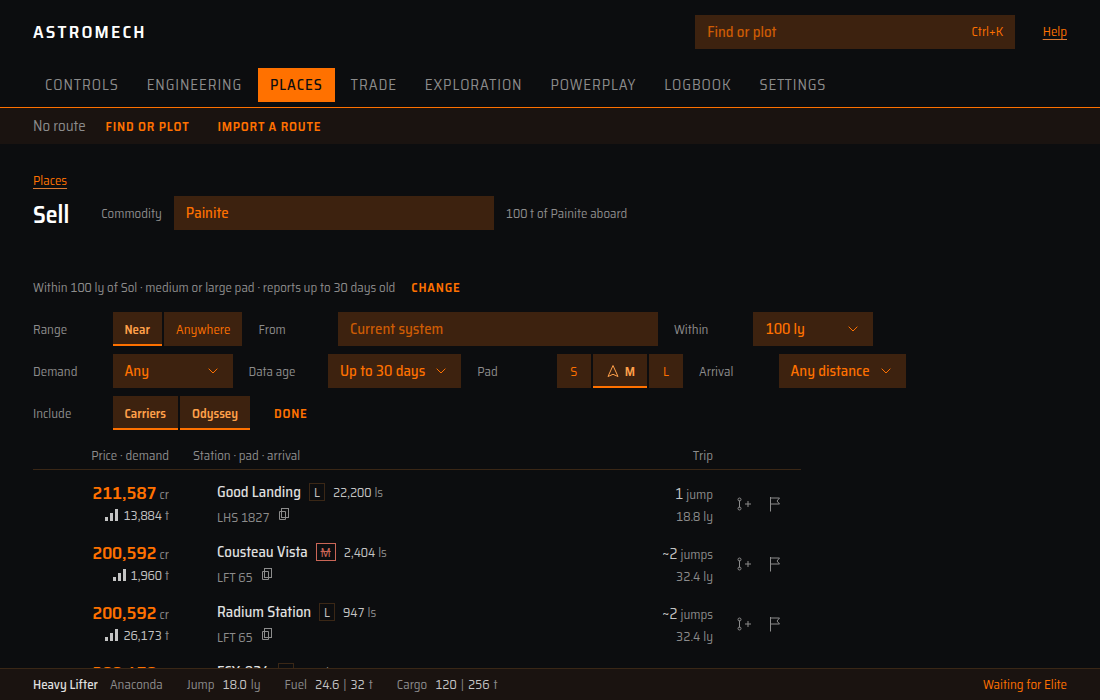 ASTROMECH
Find or plot Ctrl+K Help
CONTROLS ENGINEERING PLACES TRADE EXPLORATION POWERPLAY LOGBOOK SETTINGS
No route FIND OR PLOT IMPORT A ROUTE
Places
Sell Commodity Painite 100 t of Painite aboard
Within 100 ly of Sol · medium or large pad · reports up to 30 days old CHANGE
Range Near Anywhere From Current system Within 100 ly
Demand Any Data age Up to 30 days Pad S M L Arrival Any distance
Include Carriers Odyssey DONE
Price · demand Station · pad · arrival Trip
211,587 cr Good Landing L 22,200 ls 1 jump
13,884 t LHS 1827 18.8 ly
200,592 cr Cousteau Vista M 2,404 ls ~2 jumps
1,960 t LFT 65 32.4 ly
200,592 cr Radium Station L 947 ls ~2 jumps
26,173 t LFT 65 32.4 ly
Heavy Lifter Anaconda Jump 18.0 ly Fuel 24.6 | 32 t Cargo 120 | 256 t Waiting for Elite